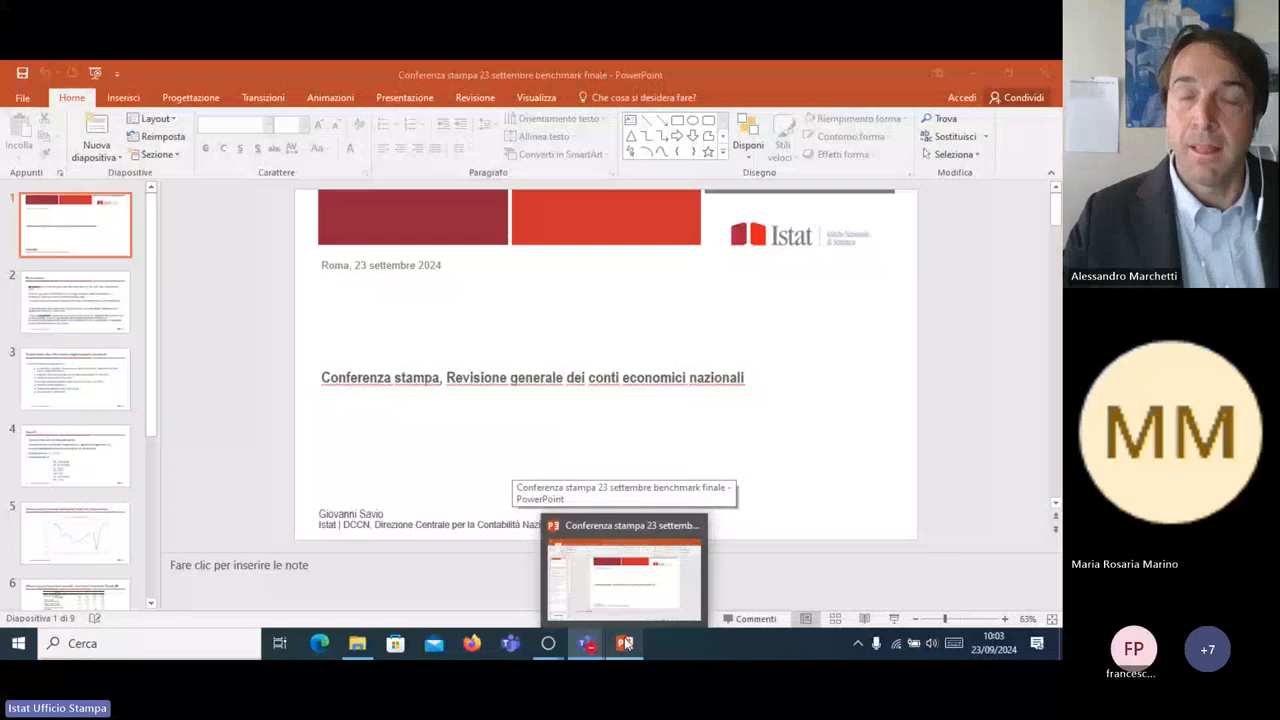 Conferenza stampa 23 settembre benchmark finale - PowerPoint
File
Home
Inserisci
Progettazione
Transizioni
Animazioni
Presentazione
Revisione
Visualizza
Che cosa si desidera fare?
Accedi
Condividi
Incolla
Nuova
diapositiva
Layout
Reimposta
Sezione
Orientamento testo
Allinea testo
Converti in SmartArt
Disponi
Stili
veloci
Riempimento forma
Contorno forma
Effetti forma
Trova
Sostituisci
Seleziona
Appunti
Diapositive
Carattere
Paragrafo
Disegno
Modifica
1
2
3
4
5
6
Istat
Roma, 23 settembre 2024
Conferenza stampa, Revisione generale dei conti economici nazionali
Giovanni Savio
Istat | DCCN, Direzione Centrale per la Contabilità Nazi
Conferenza stampa 23 settembre benchmark finale -
PowerPoint
Conferenza stampa 23 settemb...
Fare clic per inserire le note
Diapositiva 1 di 9
Commenti
63%
Cerca
10:03
23/09/2024
Alessandro Marchetti
MM
Maria Rosaria Marino
FP
francesc...
+7
Istat Ufficio Stampa